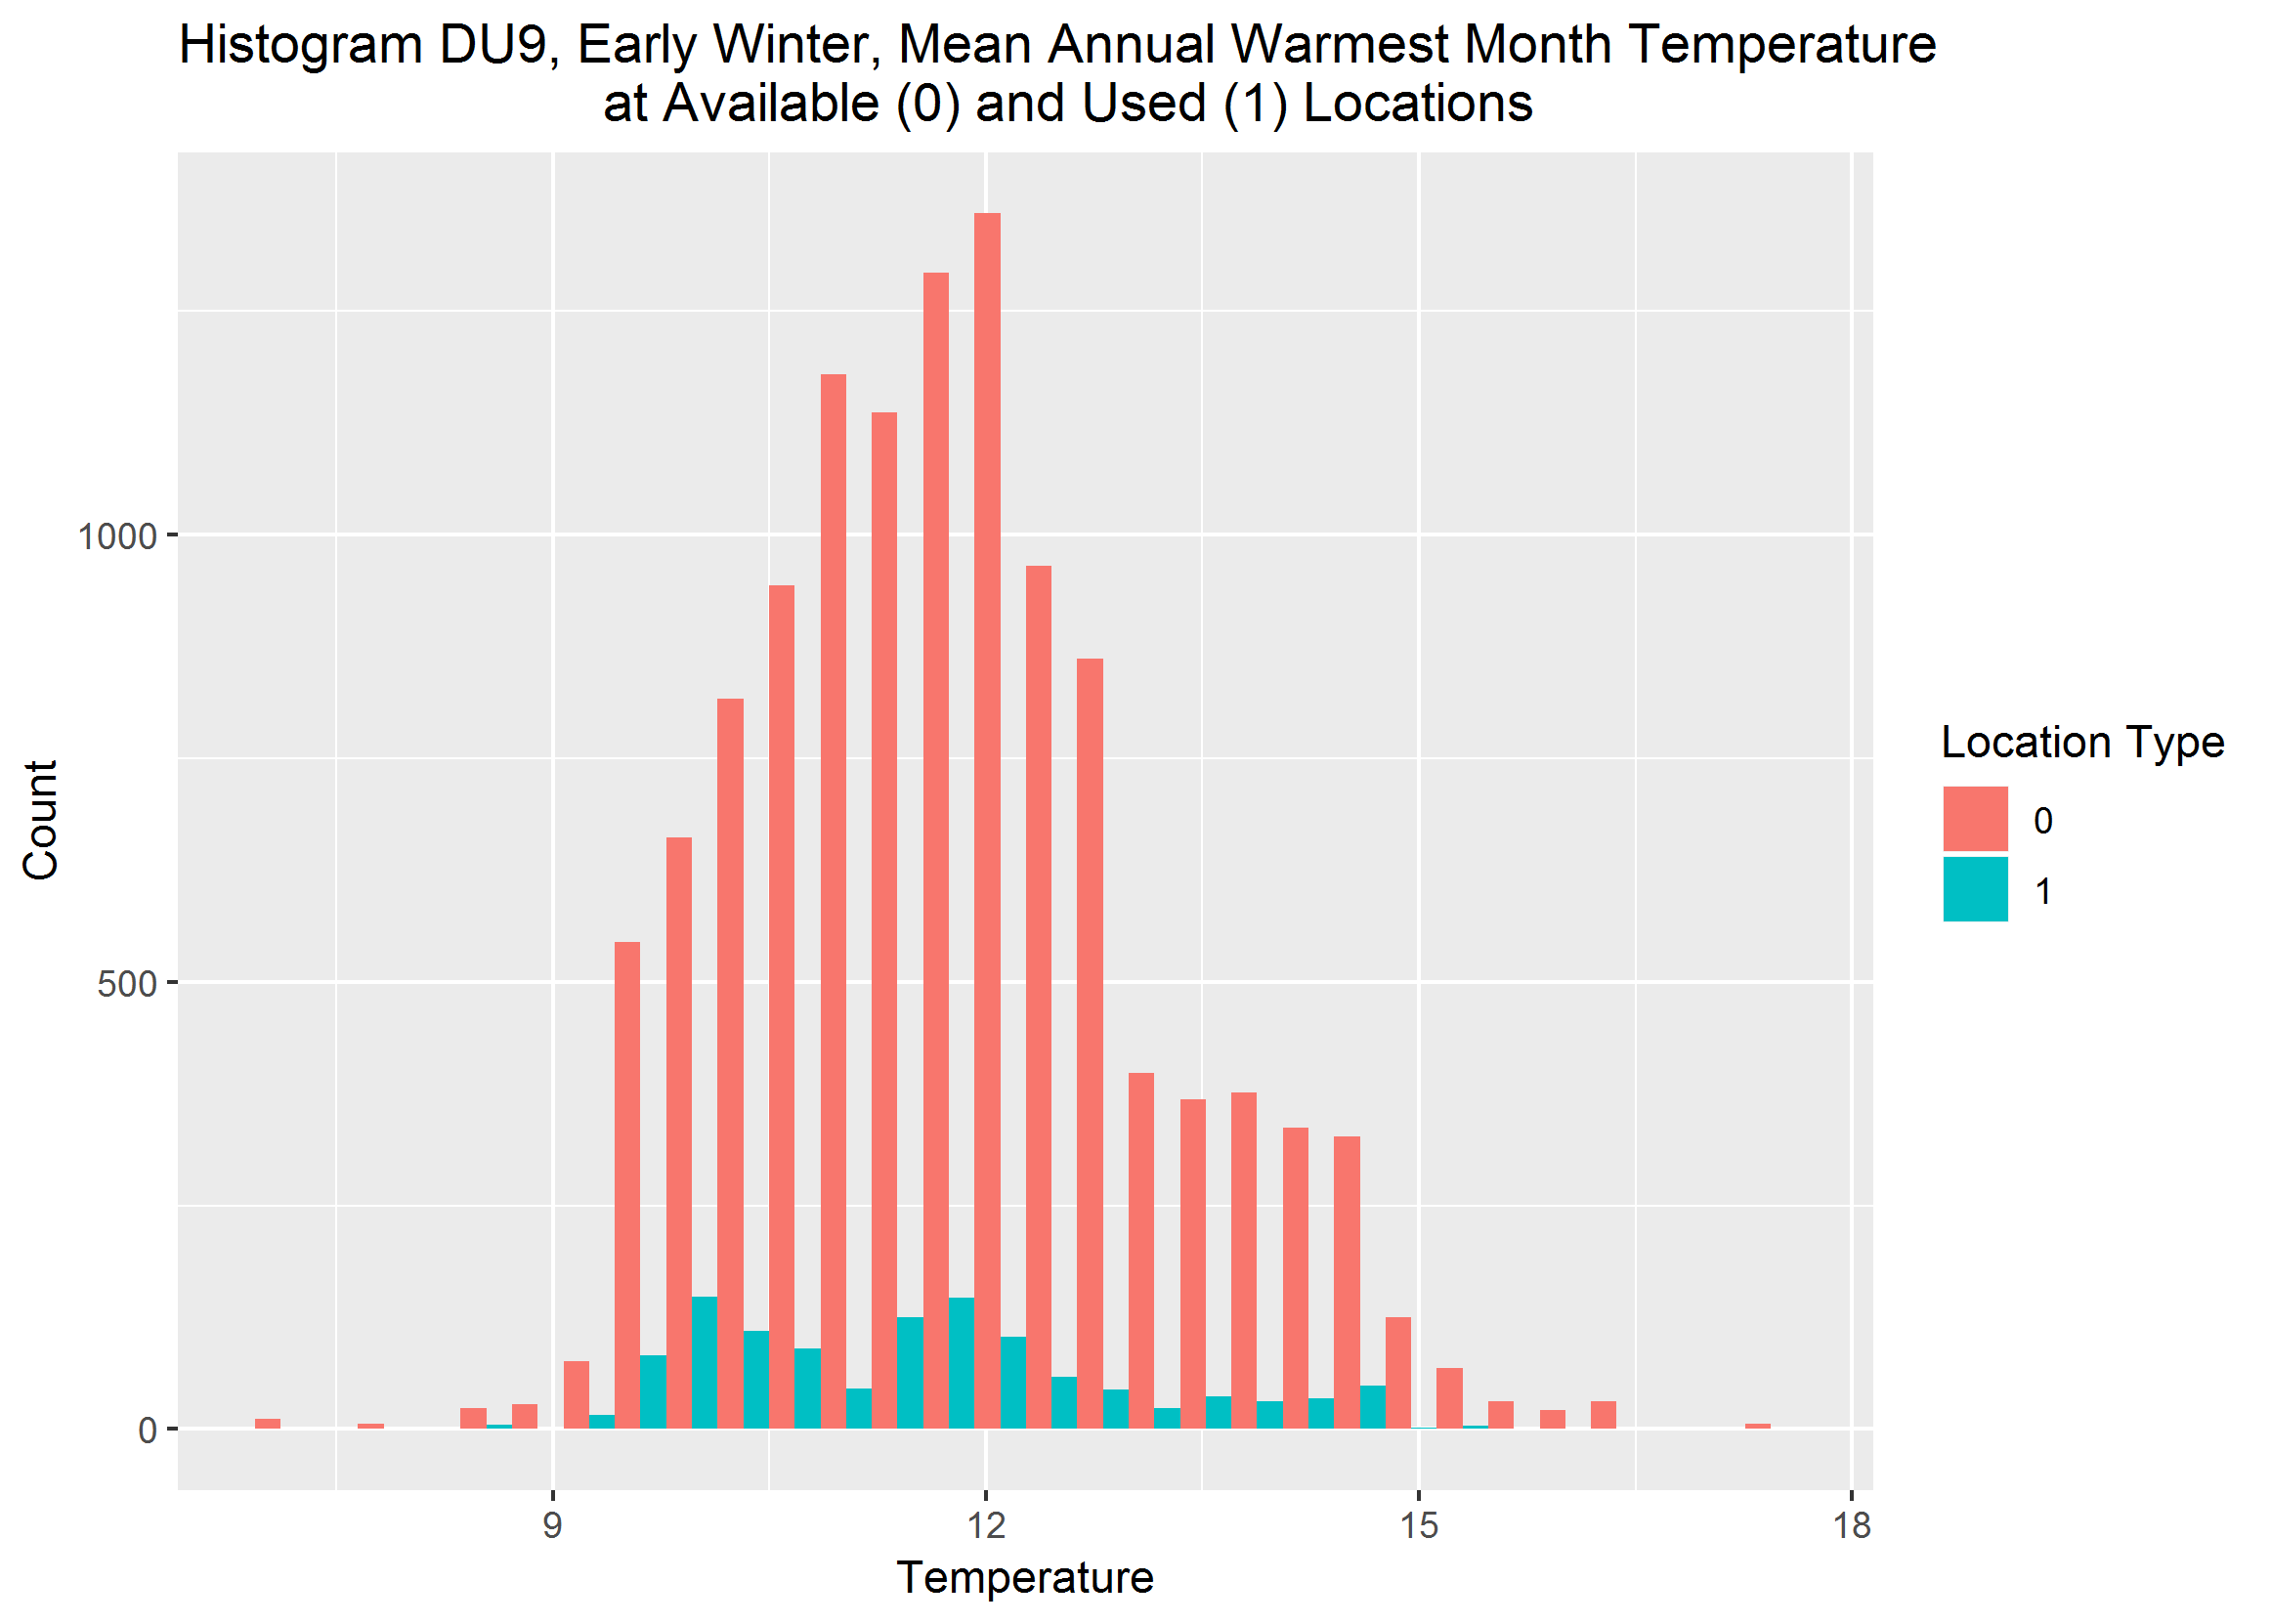 Histogram DU9, Early Winter, Mean Annual Warmest Month Temperature
at Available (0) and Used (1) Locations
Count
1000
500
0
9
12
15
18
Temperature
Location Type
0
1